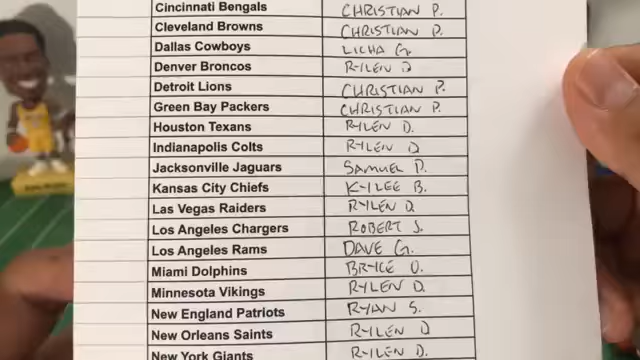 Cincinnati Bengals CHRISTIAN P.
Cleveland Browns CHRISTIAN P.
Dallas Cowboys LICHA G.
Denver Broncos RYLEN D
Detroit Lions CHRISTIAN P.
Green Bay Packers CHRISTIAN P.
Houston Texans RYLEN D.
Indianapolis Colts RYLEN D
Jacksonville Jaguars SAMUEL P.
Kansas City Chiefs KYLEE B.
Las Vegas Raiders RYLEN D.
Los Angeles Chargers ROBERT S.
Los Angeles Rams DAVE G.
Miami Dolphins BRYCE O.
Minnesota Vikings RYLEN D.
New England Patriots RYAN S.
New Orleans Saints RYLEN D
New York Giants RYLEN D.